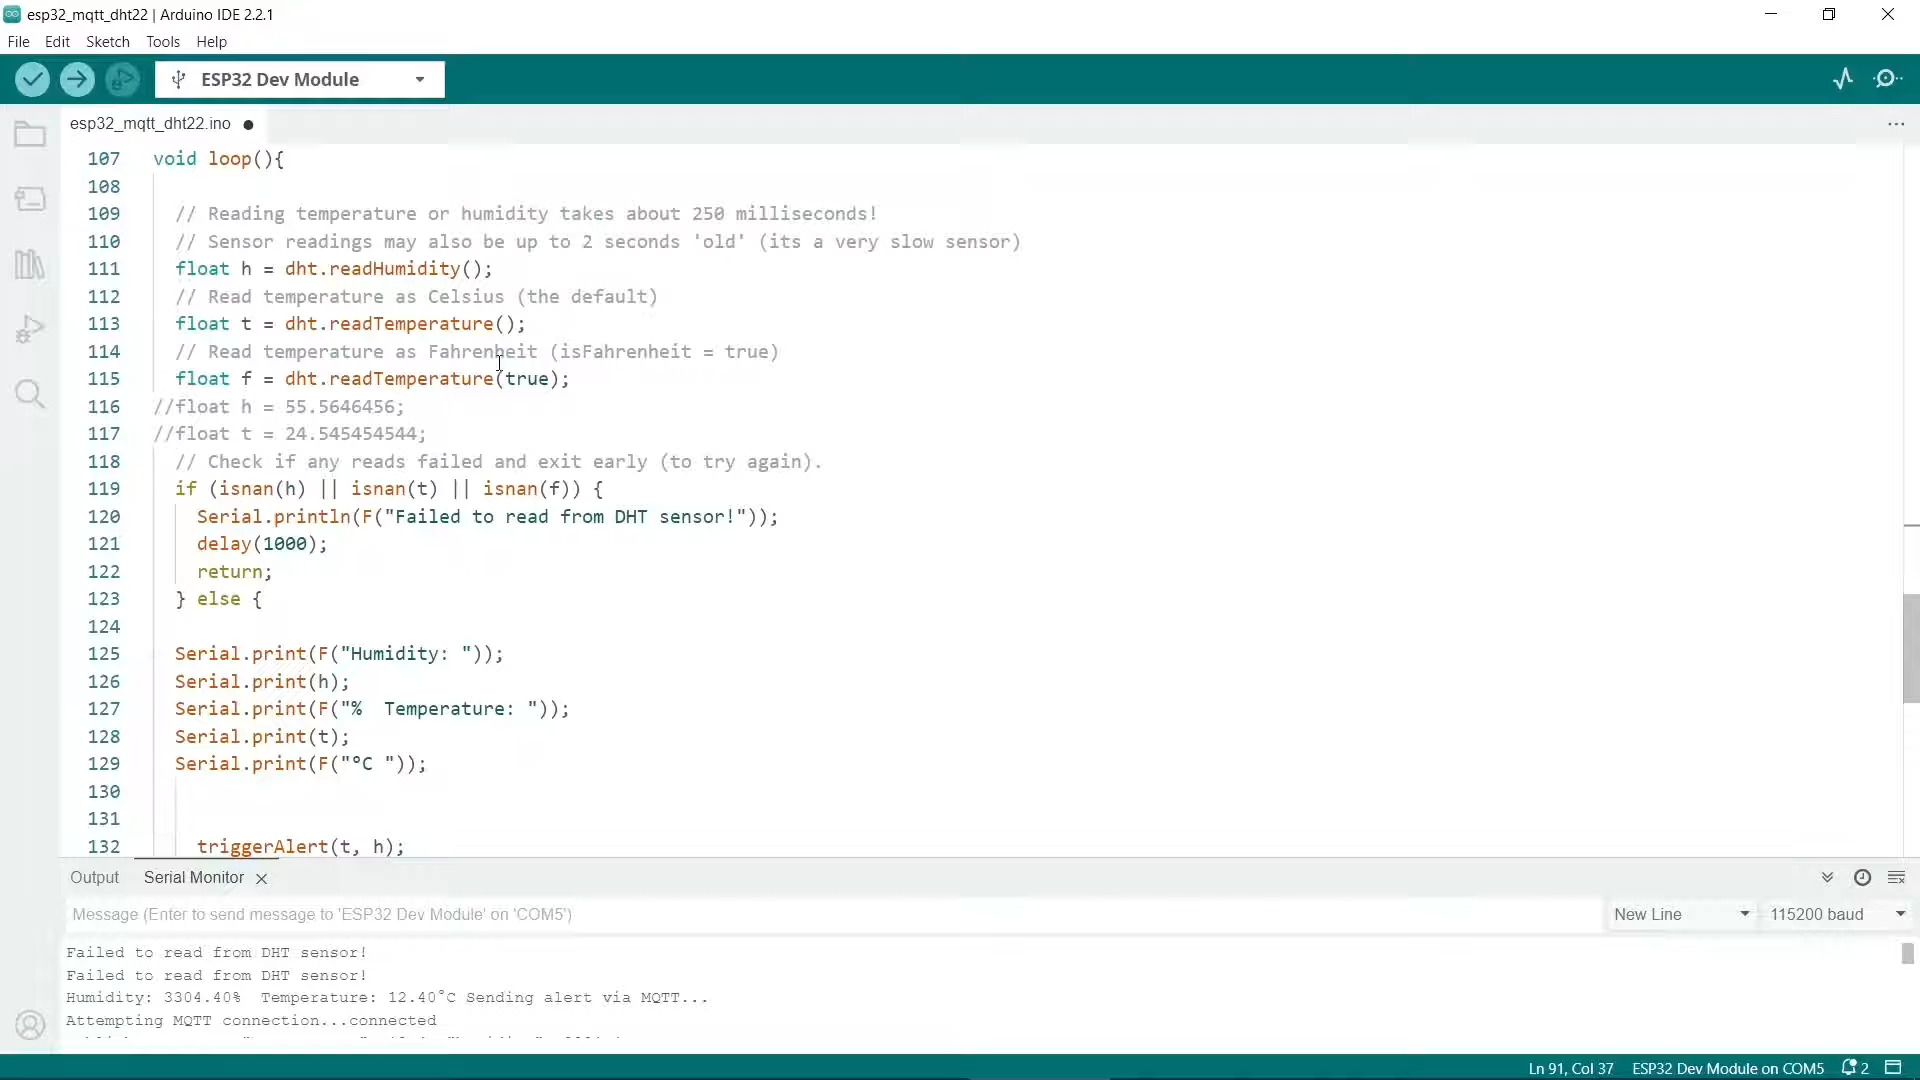 esp32_mqtt_dht22 | Arduino IDE 2.2.1
File Edit Sketch Tools Help
ESP32 Dev Module
esp32_mqtt_dht22.ino
107 void loop(){
108
109 // Reading temperature or humidity takes about 250 milliseconds!
110 // Sensor readings may also be up to 2 seconds 'old' (its a very slow sensor)
111 float h = dht.readHumidity();
112 // Read temperature as Celsius (the default)
113 float t = dht.readTemperature();
114 // Read temperature as Fahrenheit (isFahrenheit = true)
115 float f = dht.readTemperature(true);
116 //float h = 55.5646456;
117 //float t = 24.545454544;
118 // Check if any reads failed and exit early (to try again).
119 if (isnan(h) || isnan(t) || isnan(f)) {
120 Serial.println(F("Failed to read from DHT sensor!"));
121 delay(1000);
122 return;
123 } else {
124
125 Serial.print(F("Humidity: "));
126 Serial.print(h);
127 Serial.print(F("%  Temperature: "));
128 Serial.print(t);
129 Serial.print(F("°C "));
130
131
132 triggerAlert(t, h);
Output Serial Monitor
Message (Enter to send message to 'ESP32 Dev Module' on 'COM5') New Line 115200 baud
Failed to read from DHT sensor!
Failed to read from DHT sensor!
Humidity: 3304.40%  Temperature: 12.40°C Sending alert via MQTT...
Attempting MQTT connection...connected
Ln 91, Col 37 ESP32 Dev Module on COM5 2